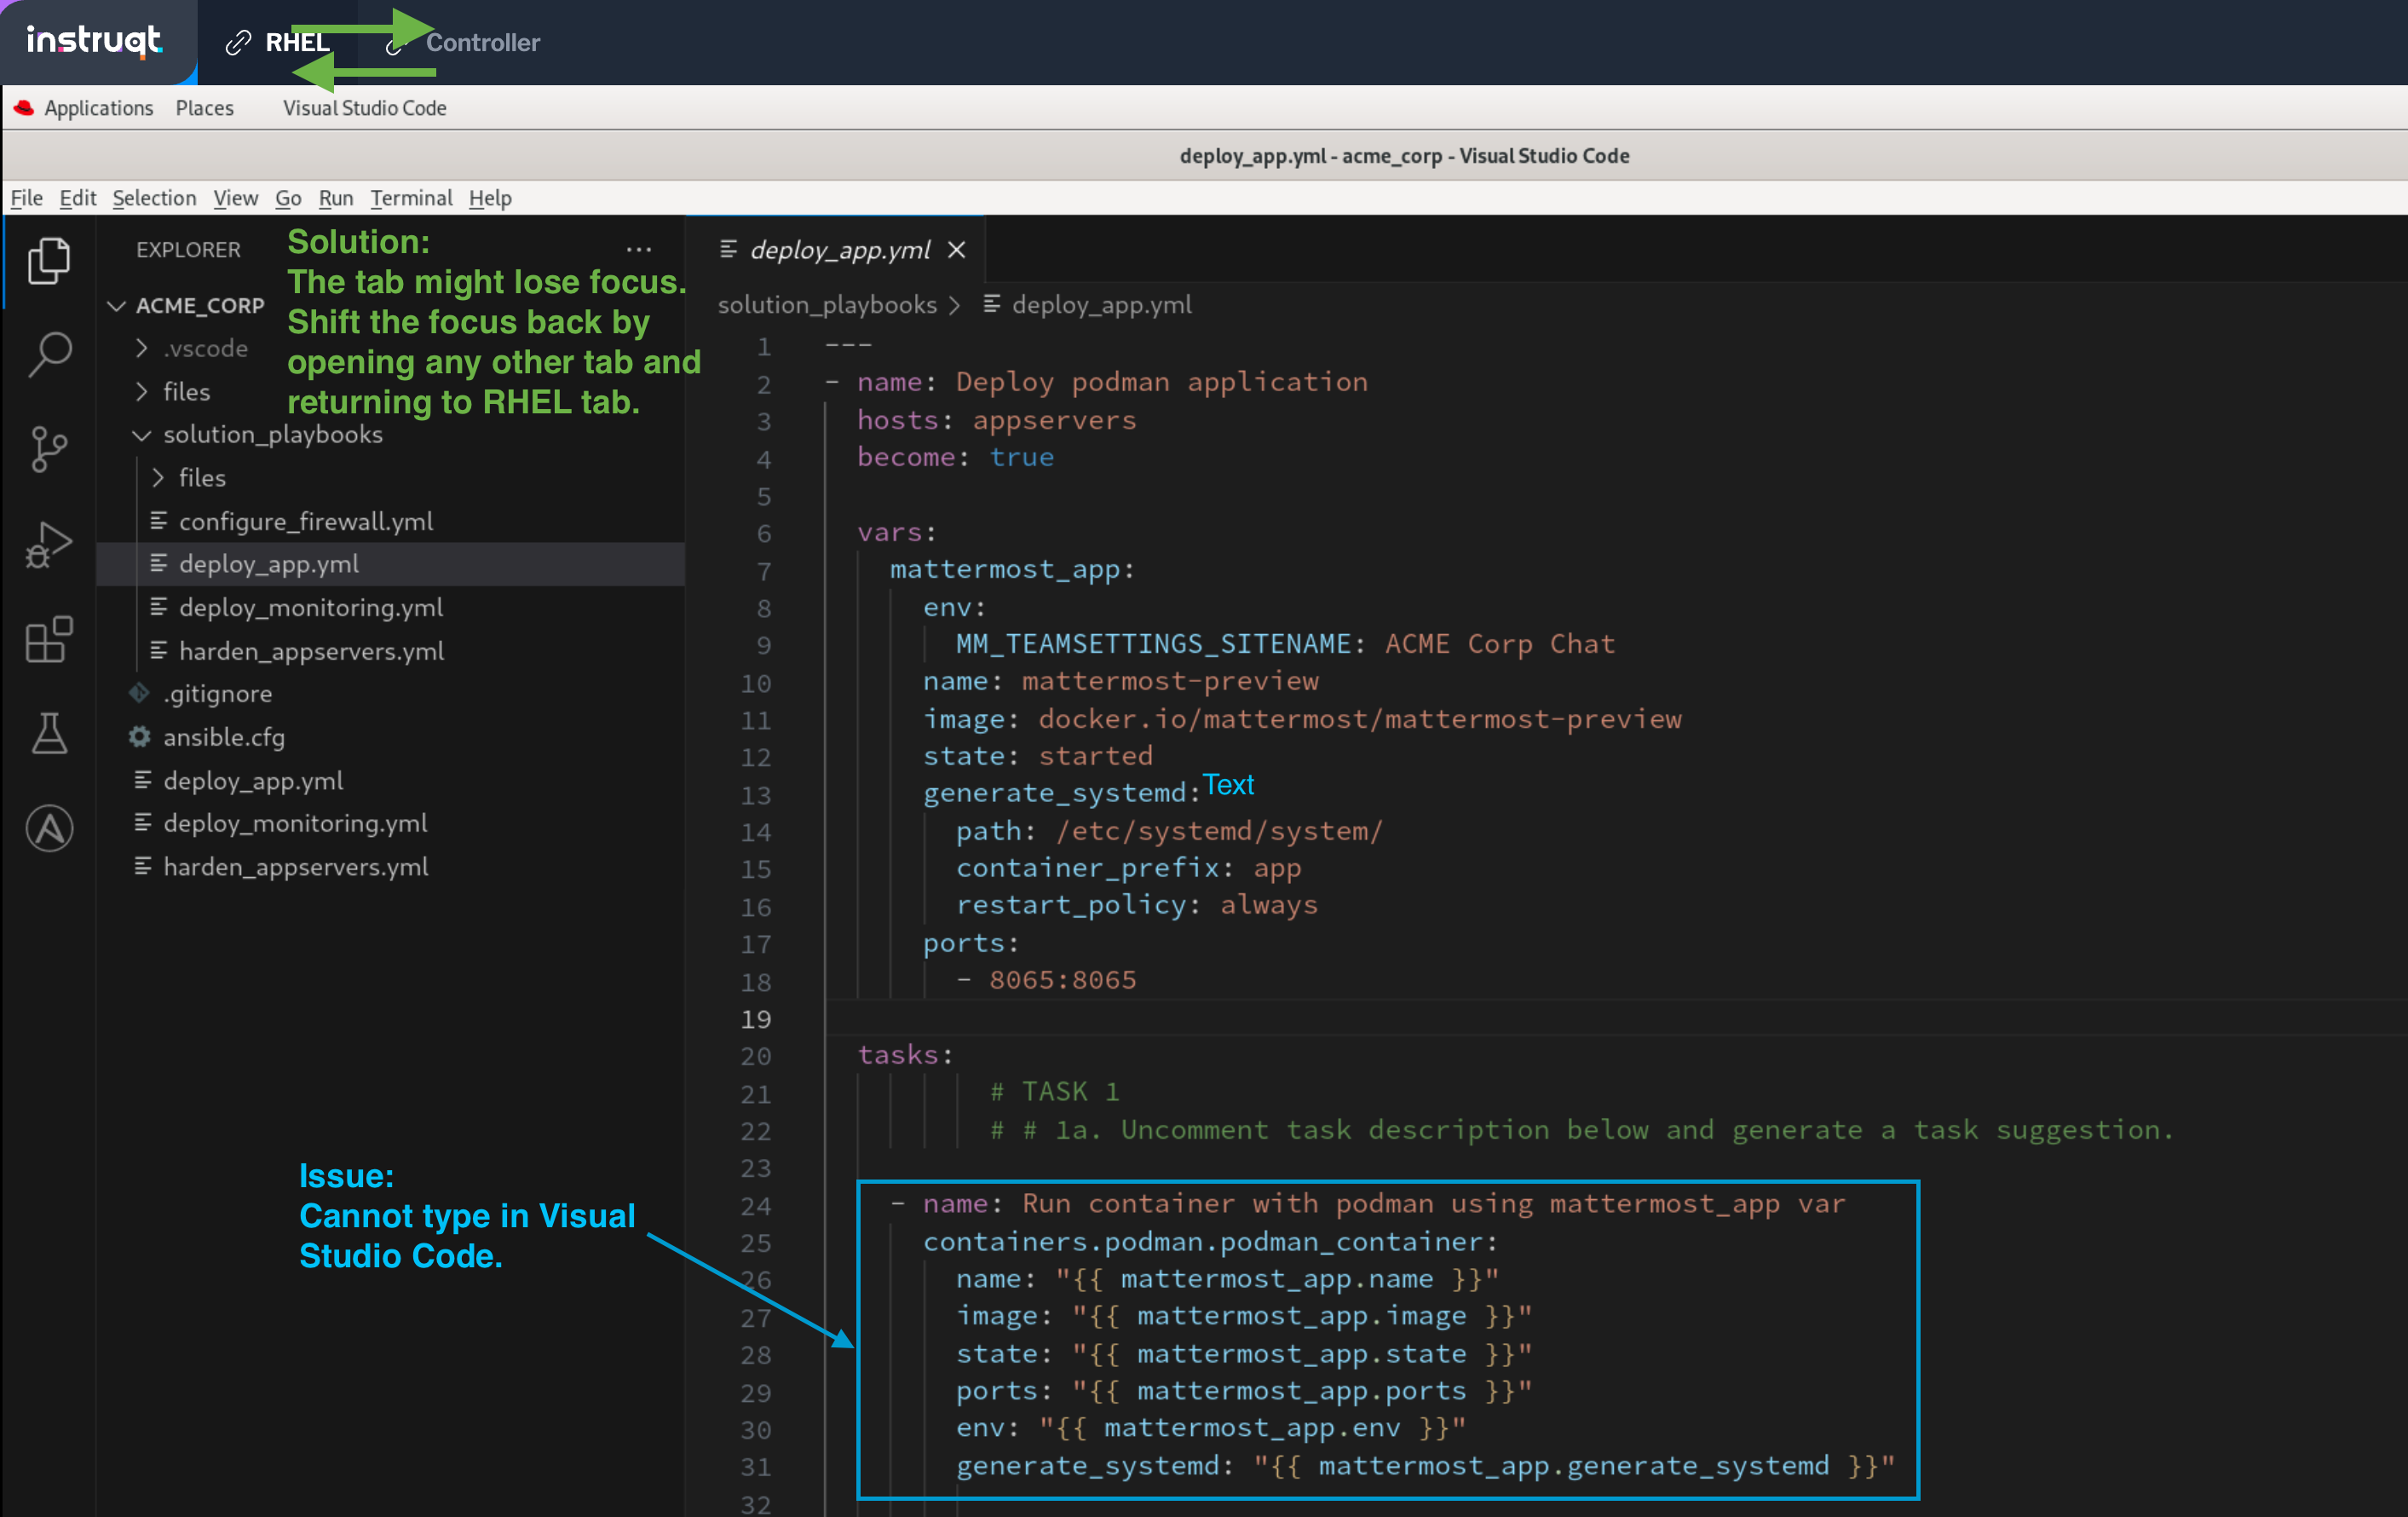 instruqt
RHEL
Controller
Applications Places Visual Studio Code
deploy_app.yml - acme_corp - Visual Studio Code
File Edit Selection View Go Run Terminal Help
EXPLORER
Solution:
The tab might lose focus.
Shift the focus back by
opening any other tab and
returning to RHEL tab.
ACME_CORP
.vscode
files
solution_playbooks
files
configure_firewall.yml
deploy_app.yml
deploy_monitoring.yml
harden_appservers.yml
.gitignore
ansible.cfg
deploy_app.yml
deploy_monitoring.yml
harden_appservers.yml
Issue:
Cannot type in Visual
Studio Code.
deploy_app.yml
solution_playbooks > deploy_app.yml
1 ---
2 - name: Deploy podman application
3 hosts: appservers
4 become: true
5
6 vars:
7 mattermost_app:
8 env:
9 MM_TEAMSETTINGS_SITENAME: ACME Corp Chat
10 name: mattermost-preview
11 image: docker.io/mattermost/mattermost-preview
12 state: started
13 generate_systemd: Text
14 path: /etc/systemd/system/
15 container_prefix: app
16 restart_policy: always
17 ports:
18 - 8065:8065
19
20 tasks:
21 # TASK 1
22 # # 1a. Uncomment task description below and generate a task suggestion.
23
24 - name: Run container with podman using mattermost_app var
25 containers.podman.podman_container:
26 name: "{{ mattermost_app.name }}"
27 image: "{{ mattermost_app.image }}"
28 state: "{{ mattermost_app.state }}"
29 ports: "{{ mattermost_app.ports }}"
30 env: "{{ mattermost_app.env }}"
31 generate_systemd: "{{ mattermost_app.generate_systemd }}"
32